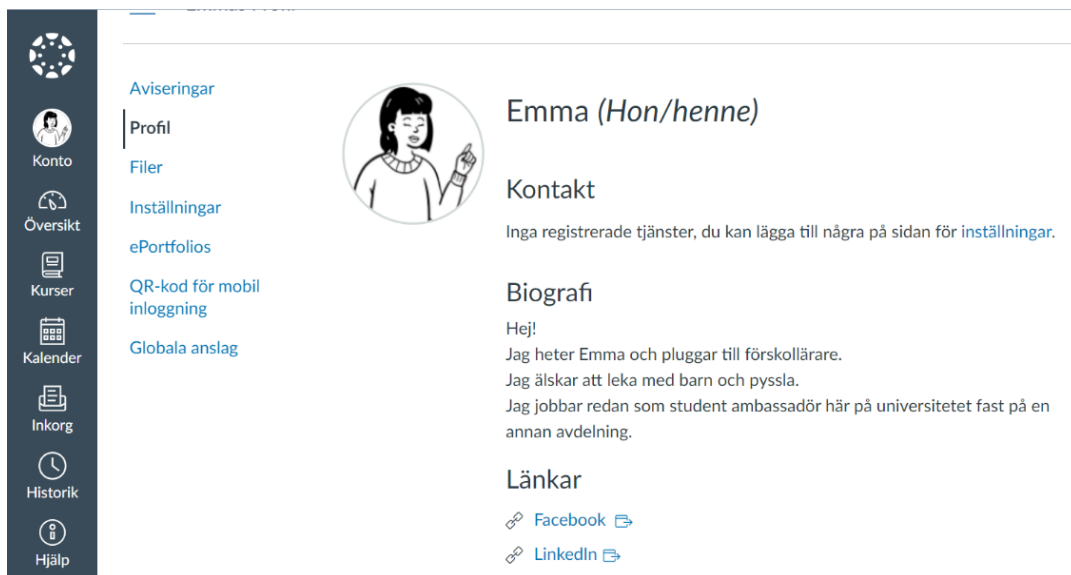 Konto
Översikt
Kurser
Kalender
Inkorg
Historik
Hjälp
Aviseringar
Profil
Filer
Inställningar
ePortfolios
QR-kod för mobil
inloggning
Globala anslag
Emma (Hon/henne)
Kontakt
Inga registrerade tjänster, du kan lägga till några på sidan för inställningar.
Biografi
Hej!
Jag heter Emma och pluggar till förskollärare.
Jag älskar att leka med barn och pyssla.
Jag jobbar redan som student ambassadör här på universitetet fast på en
annan avdelning.
Länkar
Facebook
LinkedIn